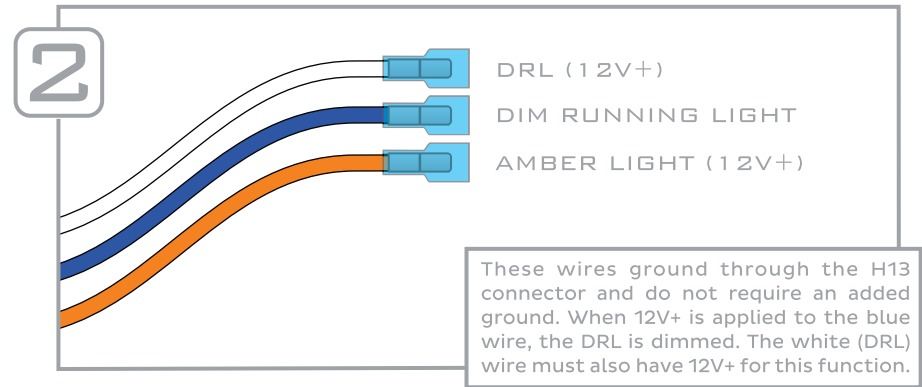 2
DRL (12V+)
DIM RUNNING LIGHT
AMBER LIGHT (12V+)
These wires ground through the H13
connector and do not require an added
ground. When 12V+ is applied to the blue
wire, the DRL is dimmed. The white (DRL)
wire must also have 12V+ for this function.